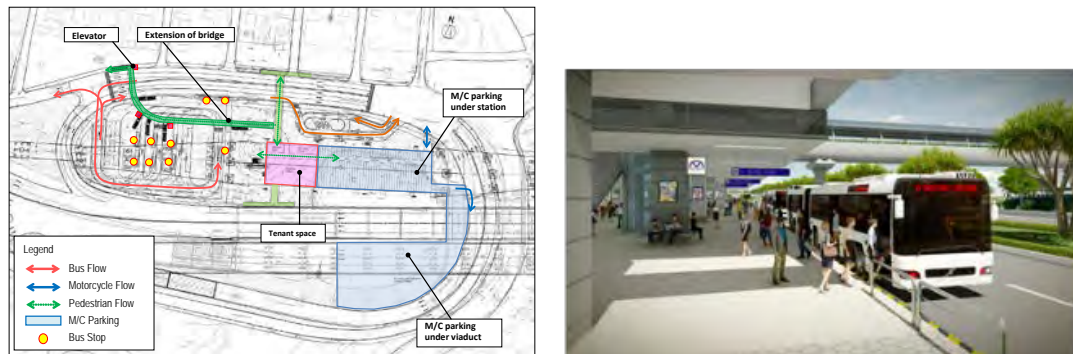 Elevator
Extension of bridge
N
M/C parking
under station
Tenant space
M/C parking
under viaduct
Legend
Bus Flow
Motorcycle Flow
Pedestrian Flow
M/C Parking
Bus Stop